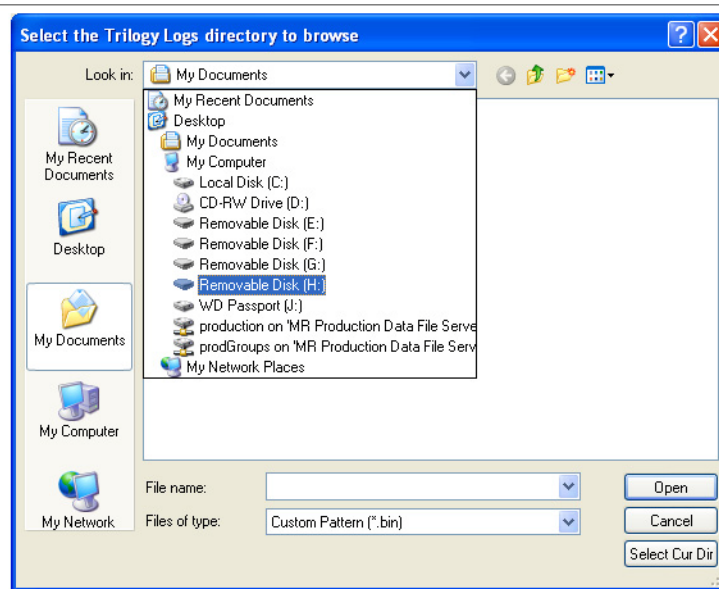 Select the Trilogy Logs directory to browse
Look in:
My Documents
My Recent Documents
Desktop
My Documents
My Computer
Local Disk (C:)
CD-RW Drive (D:)
Removable Disk (E:)
Removable Disk (F:)
Removable Disk (G:)
Removable Disk (H:)
WD Passport (J:)
production on 'MR Production Data File Serve
prodGroups on 'MR Production Data File Serv
My Network Places
My Recent
Documents
Desktop
My Documents
My Computer
My Network
File name:
Open
Files of type:
Custom Pattern (*.bin)
Cancel
Select Cur Dir